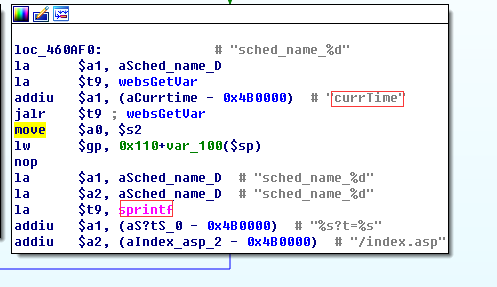 loc_460AF0: # "sched_name_%d"
la $a1, aSched_name_D
la $t9, websGetVar
addiu $a1, (aCurrtime - 0x4B0000) # "currTime"
jalr $t9 ; websGetVar
move $a0, $s2
lw $gp, 0x110+var_100($sp)
nop
la $a1, aSched_name_D # "sched_name_%d"
la $a2, aSched_name_D # "sched_name_%d"
la $t9, sprintf
addiu $a1, (aS?tS_0 - 0x4B0000) # "%s?t=%s"
addiu $a2, (aIndex_asp_2 - 0x4B0000) # "/index.asp"